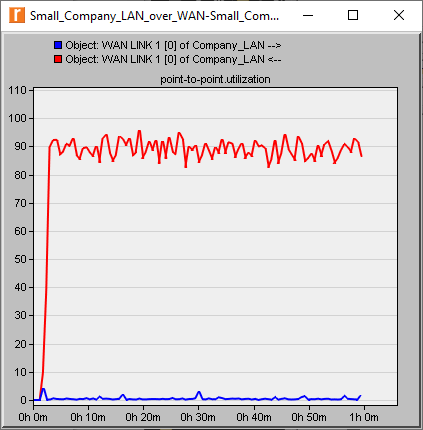 Small_Company_LAN_over_WAN-Small_Com...
Object: WAN LINK 1 [0] of Company_LAN -->
Object: WAN LINK 1 [0] of Company_LAN <--
point-to-point.utilization
110
100
90
80
70
60
50
40
30
20
10
0
0h 0m 0h 10m 0h 20m 0h 30m 0h 40m 0h 50m 1h 0m